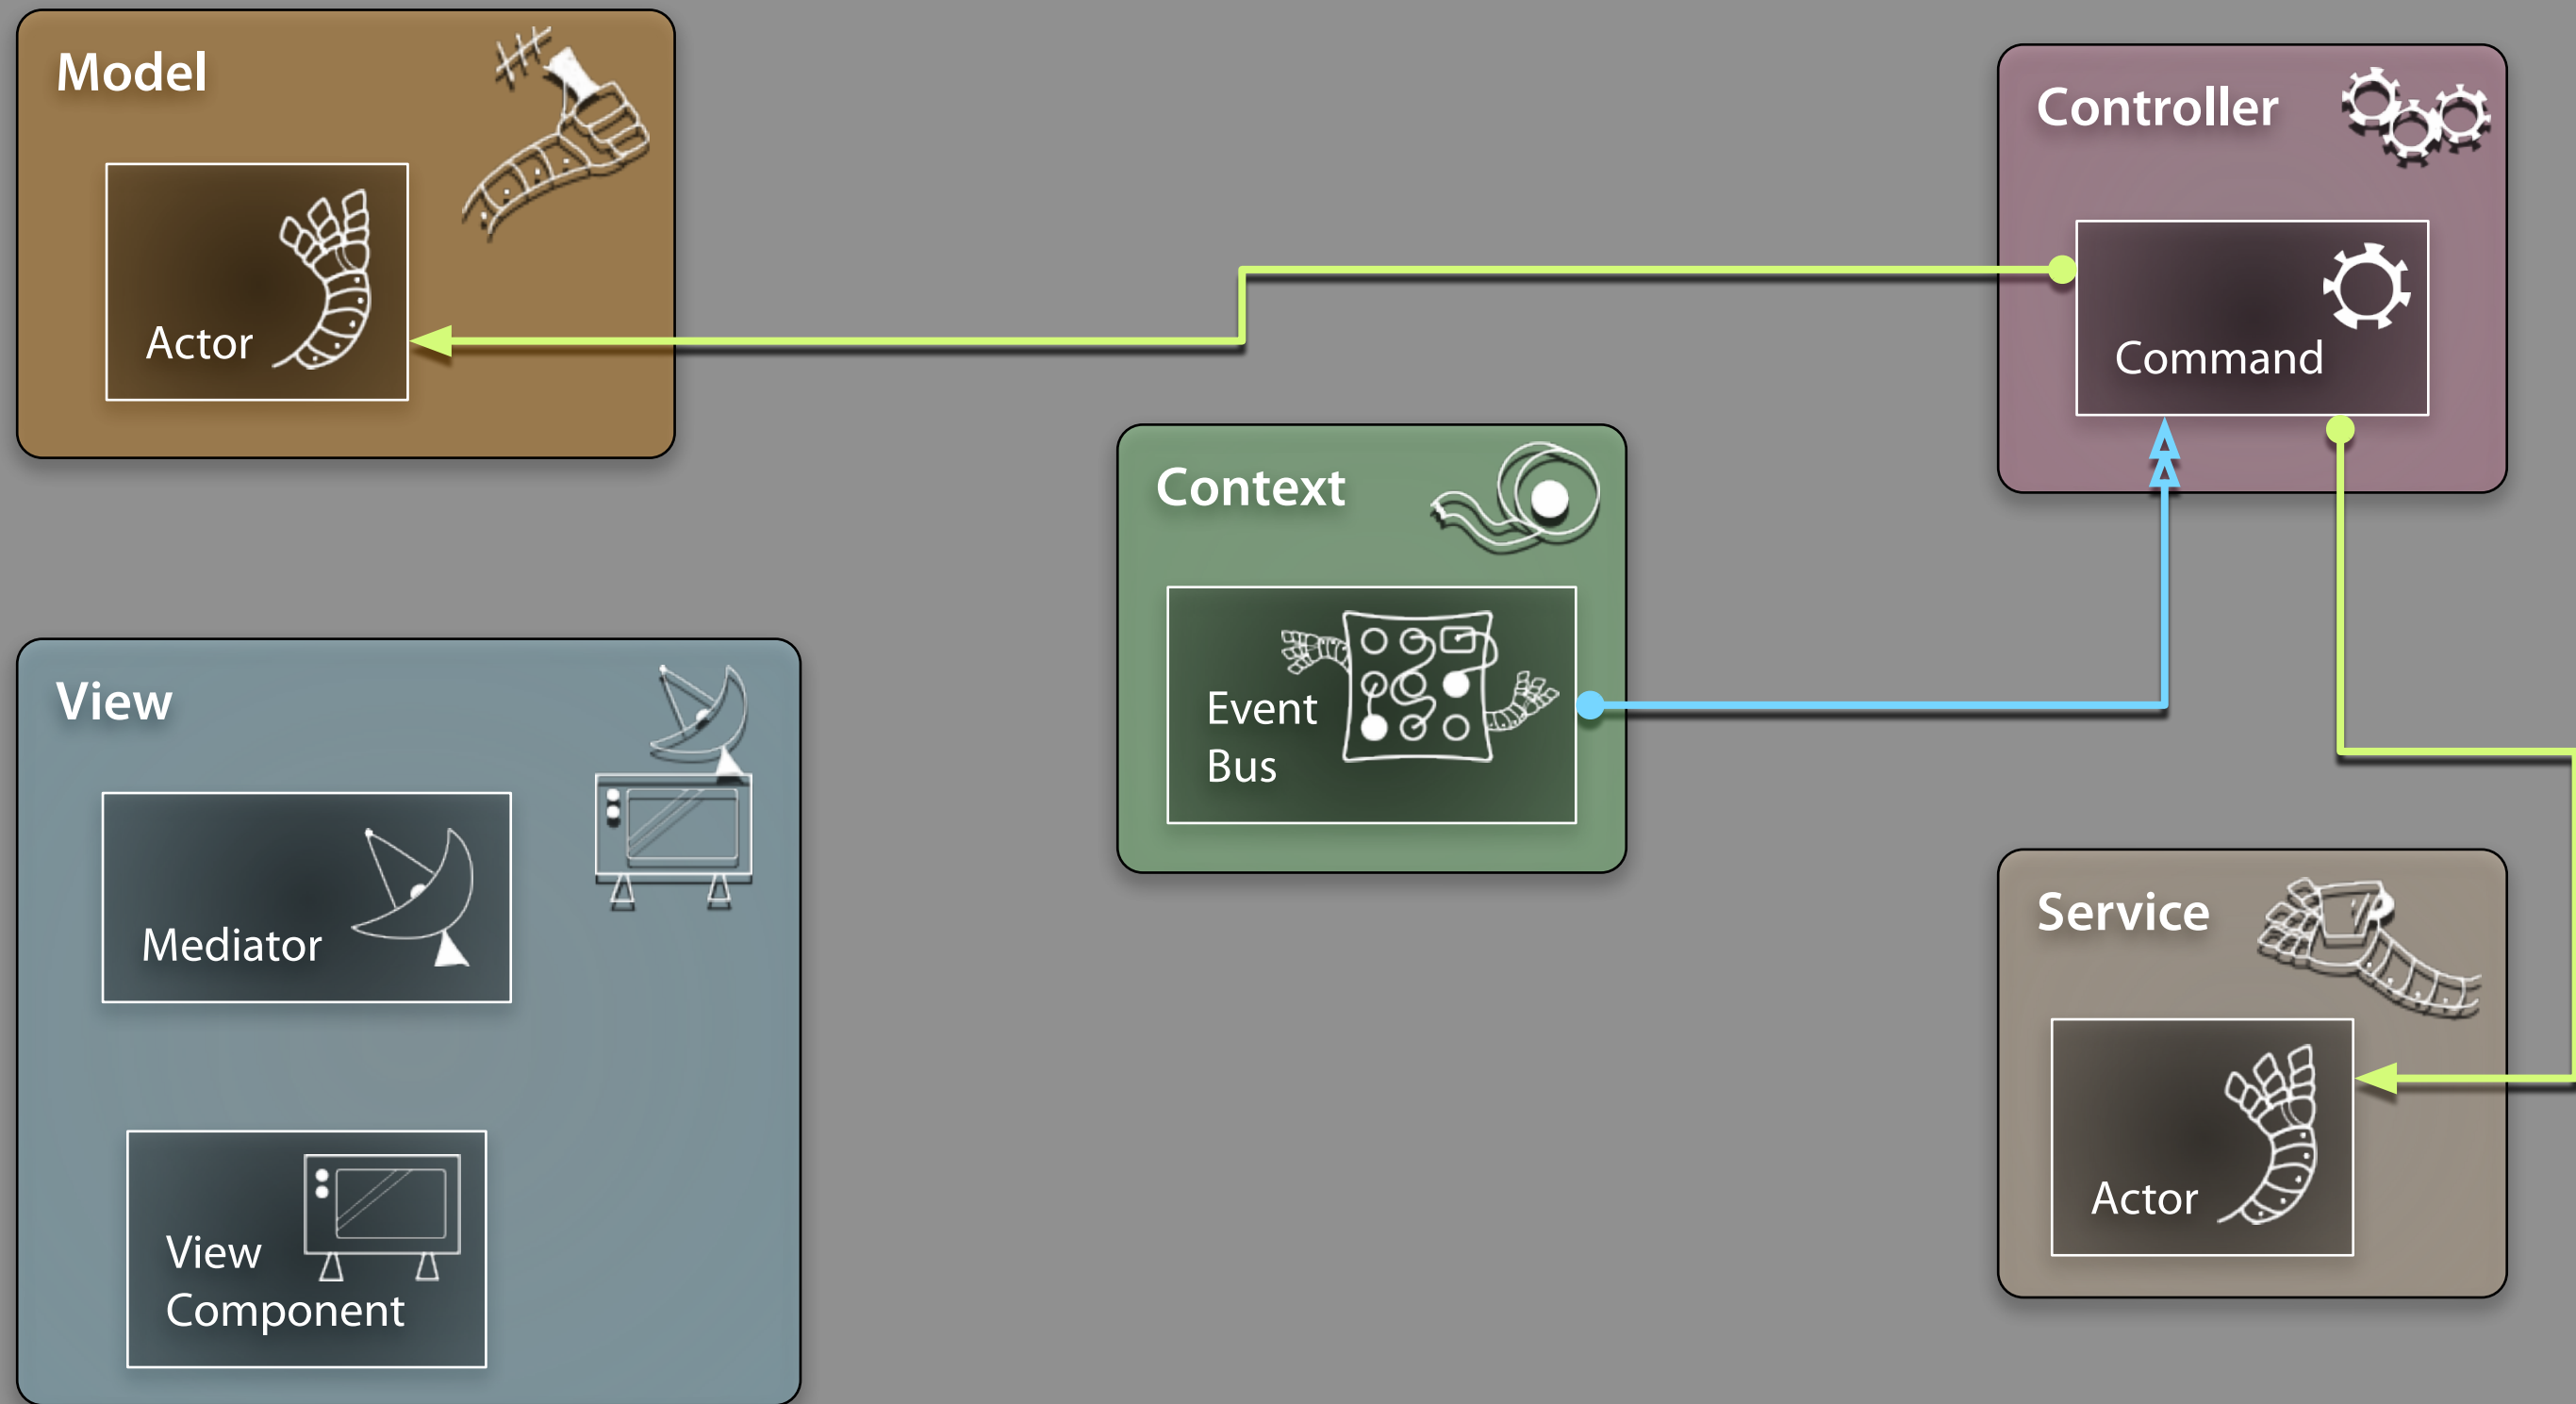 Model
Actor
Controller
Command
Context
Event
Bus
View
Mediator
View
Component
Service
Actor